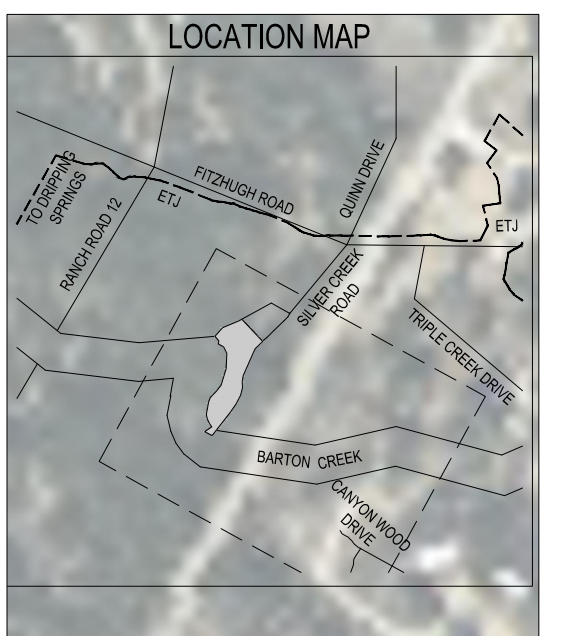 LOCATION MAP
FITZHUGH ROAD
QUINN DRIVE
TO DRIPPING
SPRINGS
RANCH ROAD 12
ETJ
ETJ
SILVER CREEK
ROAD
TRIPLE CREEK DRIVE
BARTON CREEK
CANYON WOOD
DRIVE